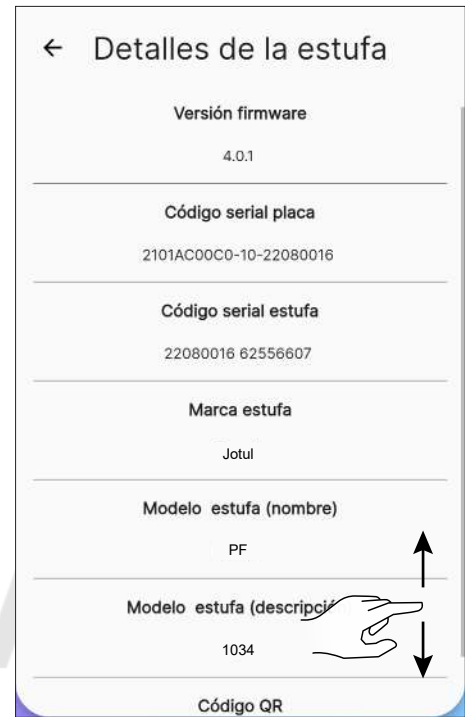 Detalles de la estufa
Versión firmware
4.0.1
Código serial placa
2101AC00C0-10-22080016
Código serial estufa
22080016 62556607
Marca estufa
Jotul
Modelo estufa (nombre)
PF
Modelo estufa (descripció
1034
Código QR